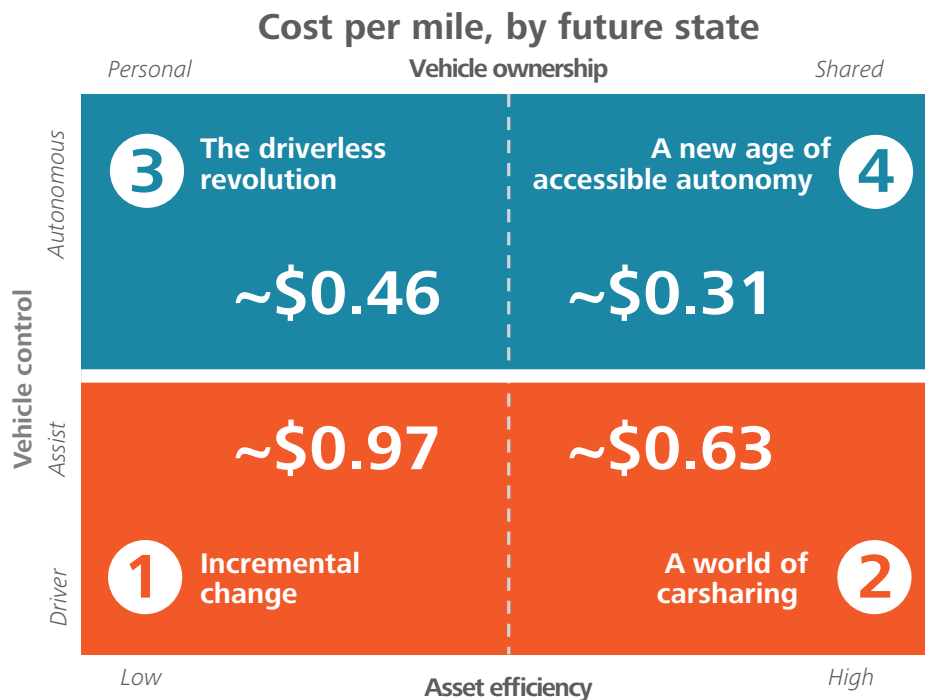 Cost per mile, by future state
Personal
Vehicle ownership
Shared
Vehicle control
Autonomous
3
The driverless
revolution
A new age of
accessible autonomy
4
~$0.46
~$0.31
Assist
~$0.97
~$0.63
Driver
1
Incremental
change
A world of
carsharing
2
Low
Asset efficiency
High